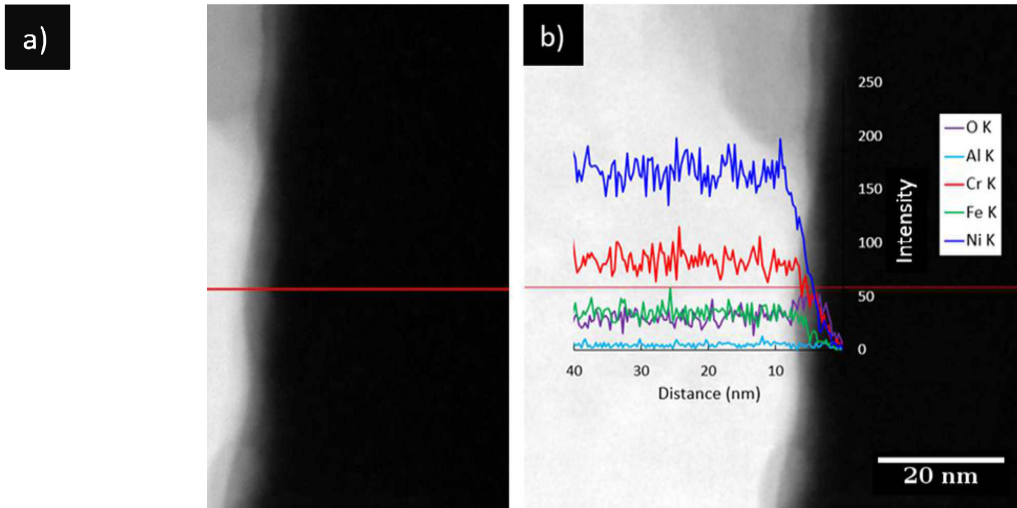 a)
b)
250
200
150
100
50
0
Intensity
O K
Al K
Cr K
Fe K
Ni K
40
30
20
10
Distance (nm)
20 nm